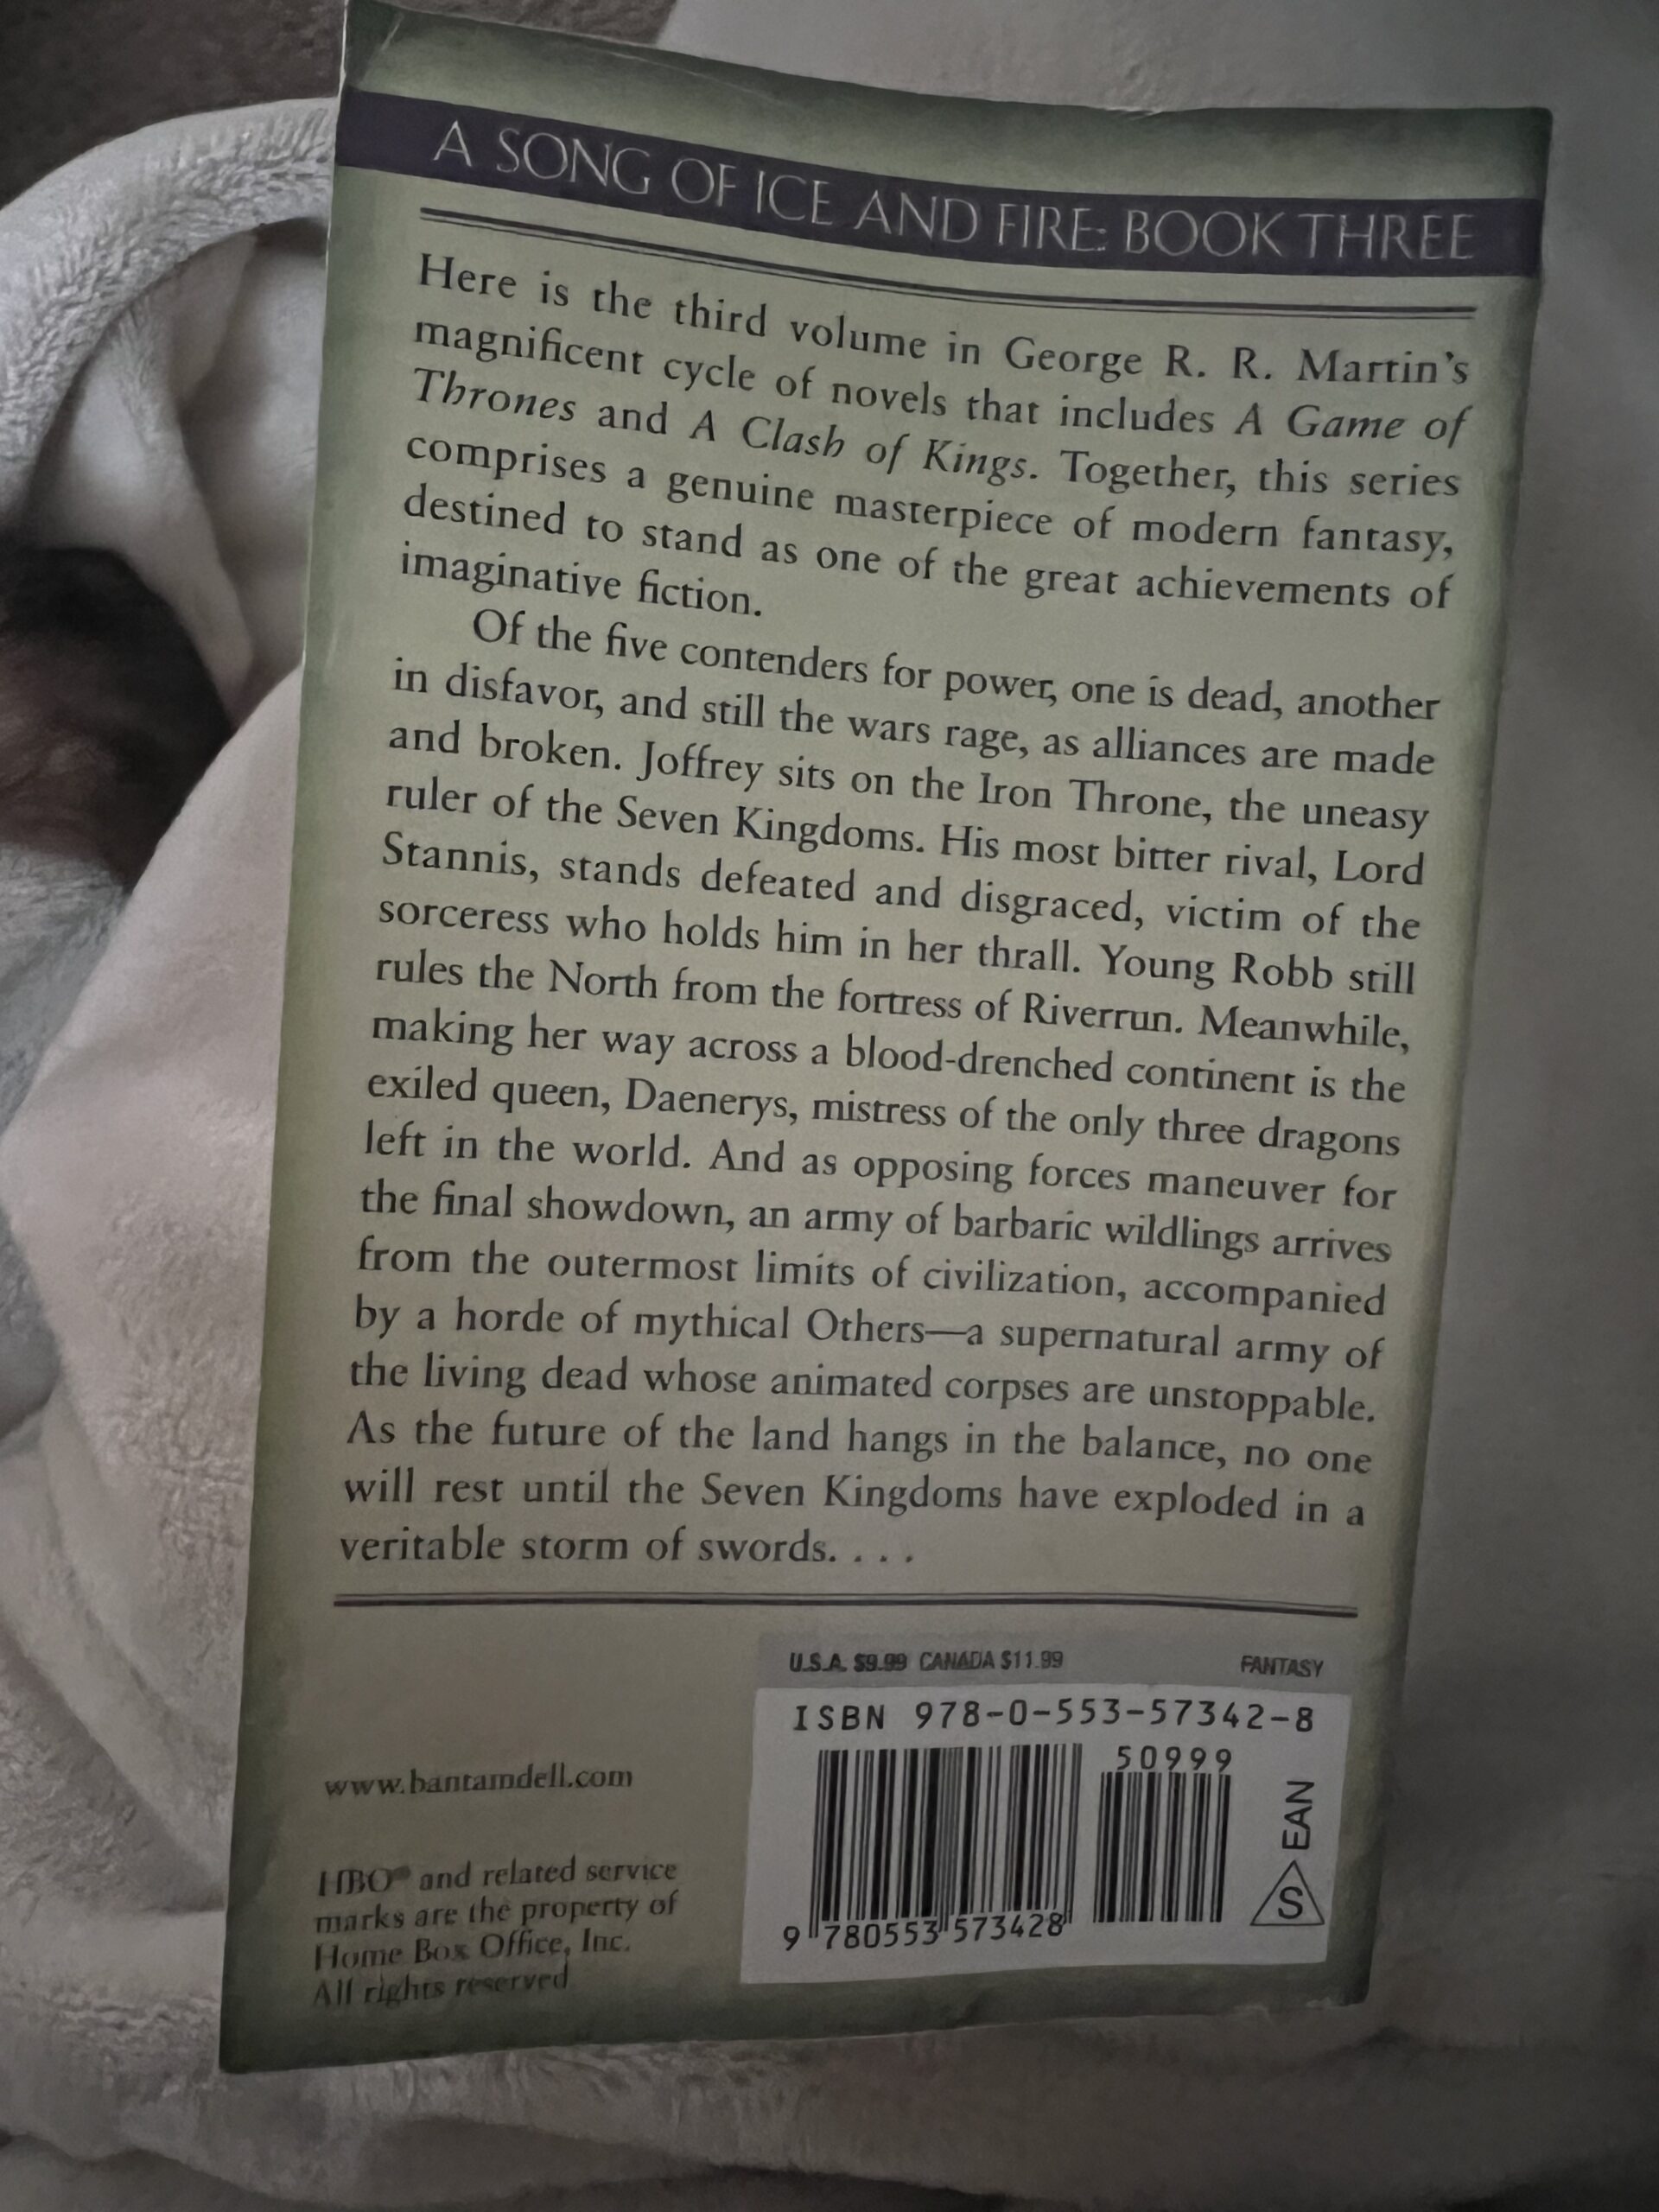 A SONG OF ICE AND FIRE: BOOK THREE
Here is the third volume in George R. R. Martin's
magnificent cycle of novels that includes A Game of
Thrones and A Clash of Kings. Together, this series
comprises a genuine masterpiece of modern fantasy,
destined to stand as one of the great achievements of
imaginative fiction.
Of the five contenders for power, one is dead, another
in disfavor, and still the wars rage, as alliances are made
and broken. Joffrey sits on the Iron Throne, the uneasy
ruler of the Seven Kingdoms. His most bitter rival, Lord
Stannis, stands defeated and disgraced, victim of the
sorceress who holds him in her thrall. Young Robb still
rules the North from the fortress of Riverrun. Meanwhile,
making her way across a blood-drenched continent is the
exiled queen, Daenerys, mistress of the only three dragons
left in the world. And as opposing forces maneuver for
the final showdown, an army of barbaric wildlings arrives
from the outermost limits of civilization, accompanied
by a horde of mythical Others—a supernatural army of
the living dead whose animated corpses are unstoppable.
As the future of the land hangs in the balance, no one
will rest until the Seven Kingdoms have exploded in a
veritable storm of swords. . . .
U.S.A. $9.99 CANADA $11.99 FANTASY
ISBN 978-0-553-57342-8
50999
EAN
S
9 780553 573428
www.bantamdell.com
HBO® and related service
marks are the property of
Home Box Office, Inc.
All rights reserved